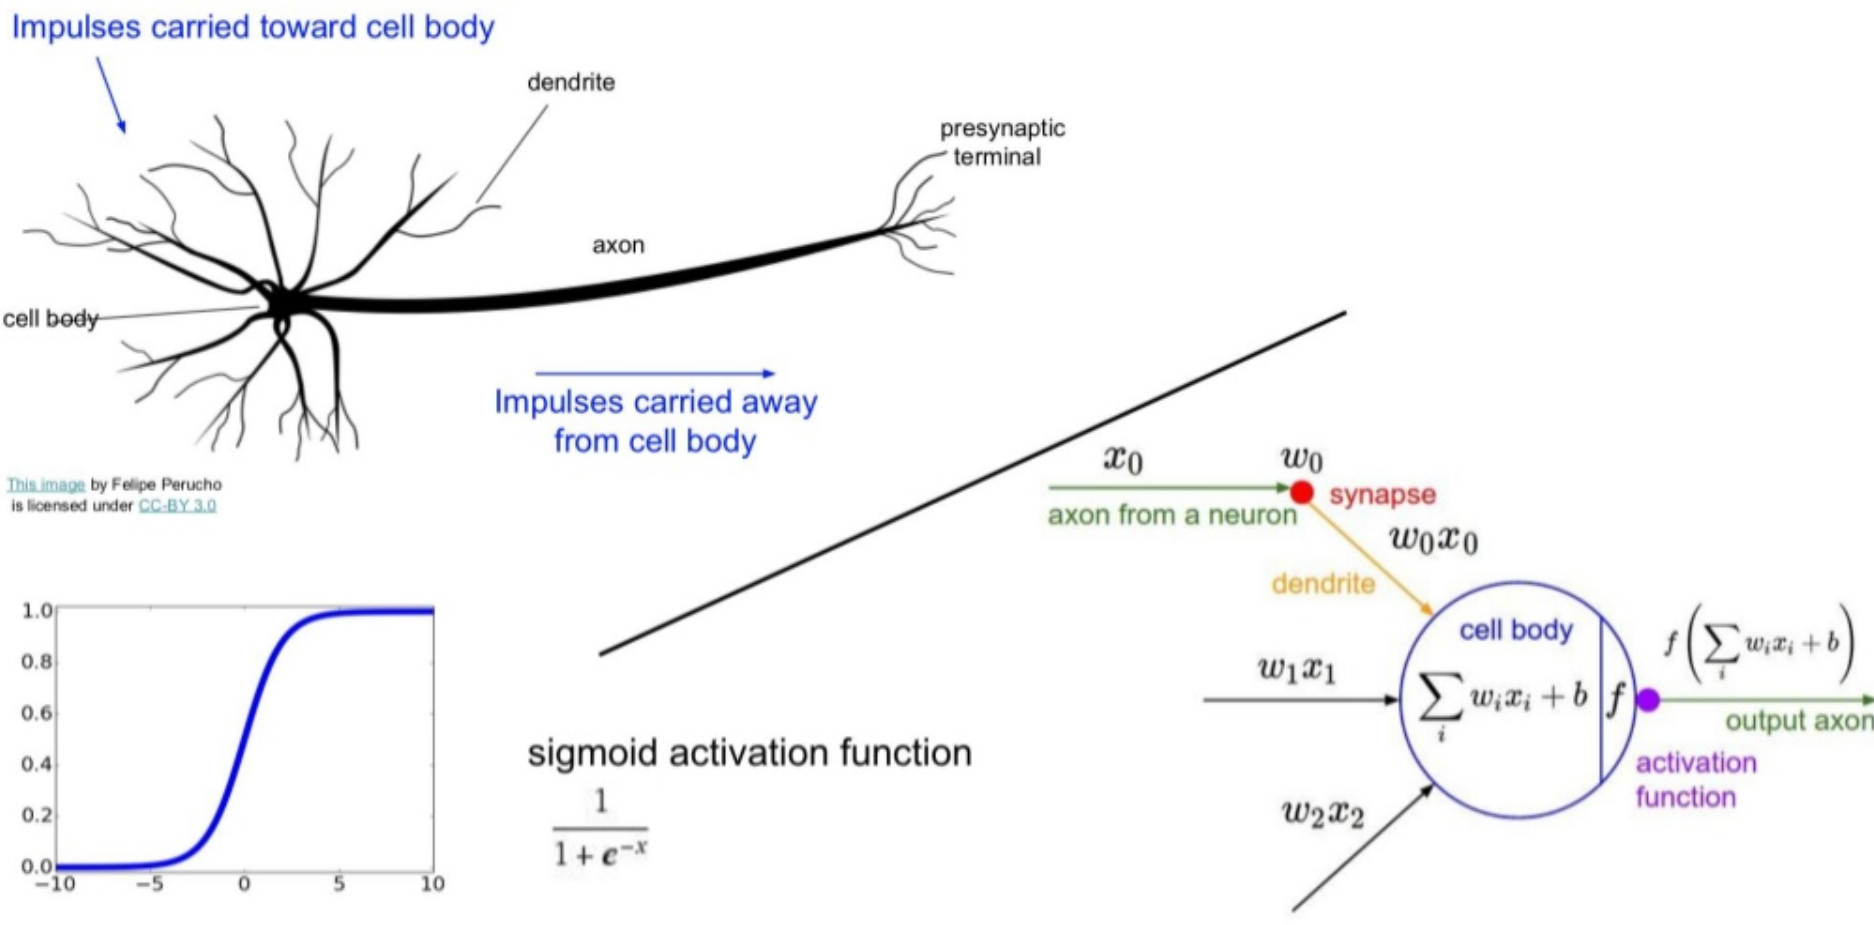 Impulses carried toward cell body
dendrite
presynaptic
terminal
axon
cell body
Impulses carried away
from cell body
This image by Felipe Perucho
is licensed under CC-BY 3.0
x₀
w₀
synapse
axon from a neuron
w₀x₀
dendrite
cell body
f(∑ᵢ wᵢxᵢ + b)
w₁x₁
∑ᵢ wᵢxᵢ + b
f
output axon
activation
function
w₂x₂
sigmoid activation function
1
1 + e⁻ˣ
1.0
0.8
0.6
0.4
0.2
0.0
−10 −5 0 5 10